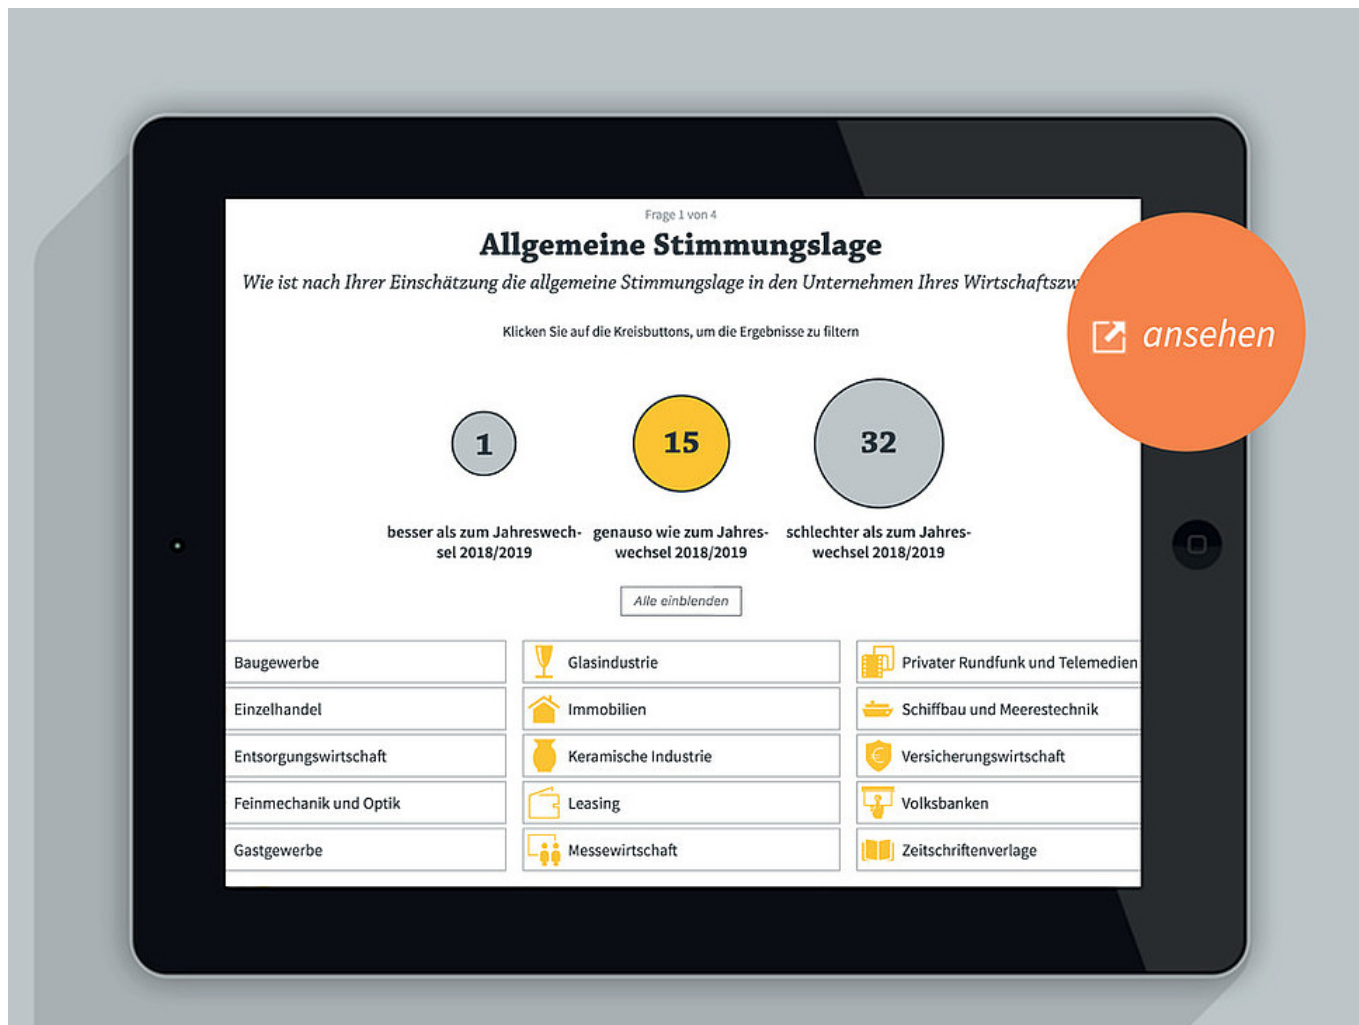 Frage 1 von 4
Allgemeine Stimmungslage
Wie ist nach Ihrer Einschätzung die allgemeine Stimmungslage in den Unternehmen Ihres
Klicken Sie auf die Kreisbuttons, um die Ergebnisse zu filtern
ansehen
1
15
32
besser als zum Jahreswech-
sel 2018/2019
genauso wie zum Jahres-
wechsel 2018/2019
schlechter als zum Jahres-
wechsel 2018/2019
Alle einblenden
Baugewerbe
Glasindustrie
Privater Rundfunk und Telemedien
Einzelhandel
Immobilien
Schiffbau und Meerestechnik
Entsorgungswirtschaft
Keramische Industrie
Versicherungswirtschaft
Feinmechanik und Optik
Leasing
Volksbanken
Gastgewerbe
Messewirtschaft
Zeitschriftenverlage